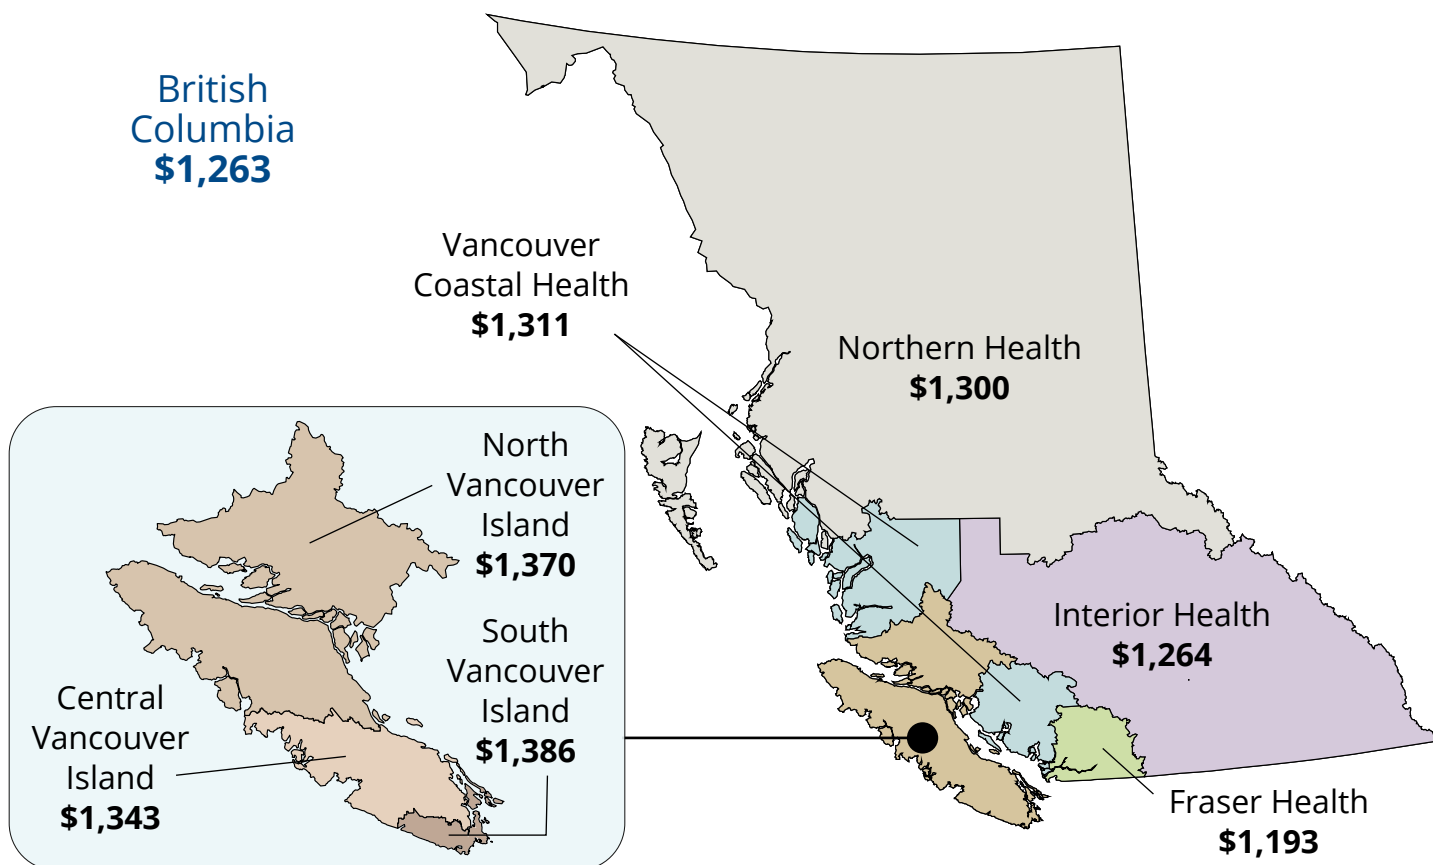 British
Columbia
$1,263
Vancouver
Coastal Health
$1,311
Northern Health
$1,300
North
Vancouver
Island
$1,370
South
Vancouver
Island
$1,386
Central
Vancouver
Island
$1,343
Interior Health
$1,264
Fraser Health
$1,193